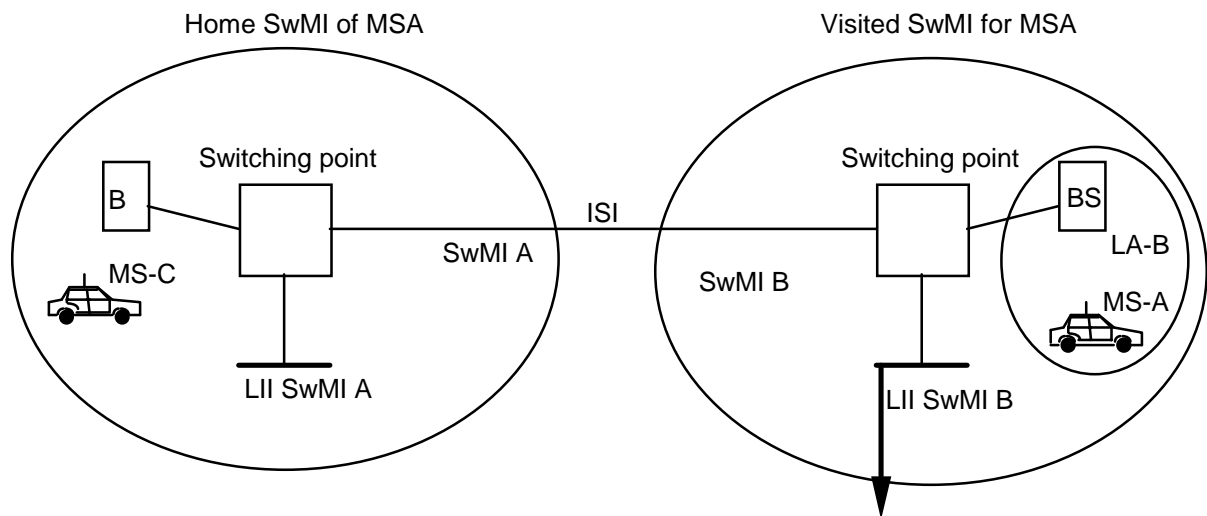 Home SwMI of MSA
Visited SwMI for MSA
Switching point
Switching point
B
BS
ISI
SwMI A
LA-B
MS-C
SwMI B
MS-A
LII SwMI A
LII SwMI B